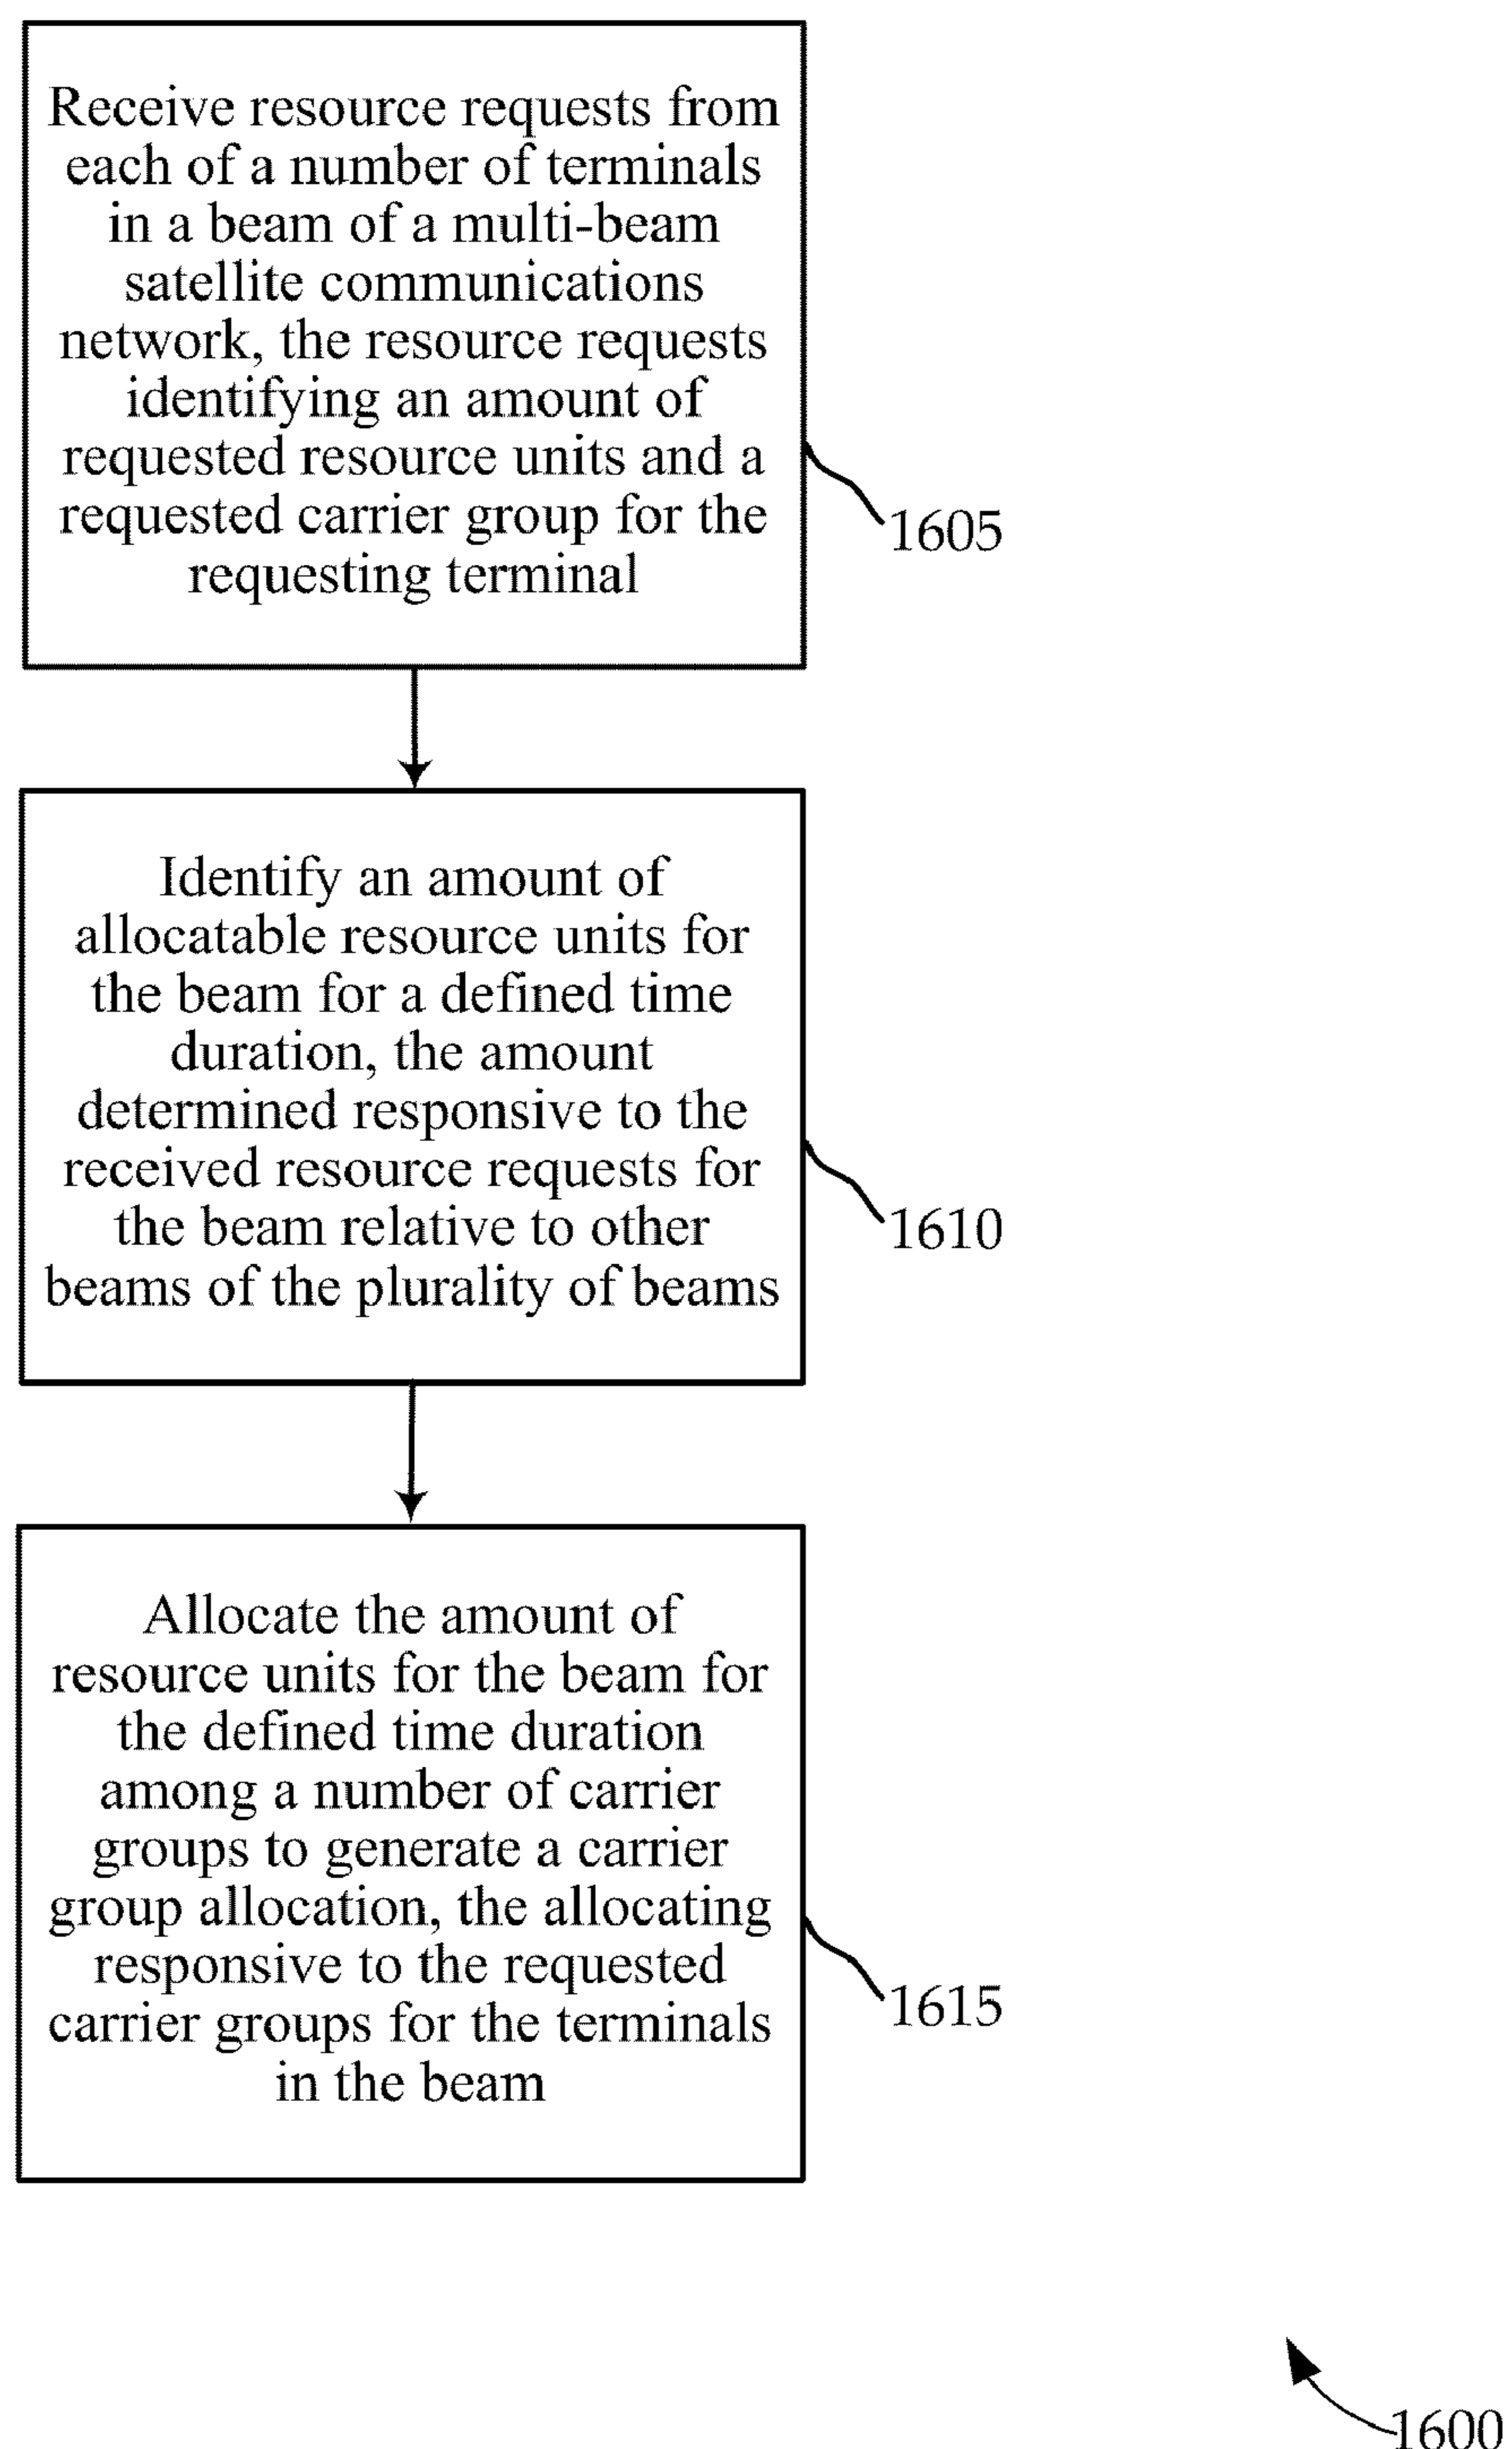 Receive resource requests from
each of a number of terminals
in a beam of a multi-beam
satellite communications
network, the resource requests
identifying an amount of
requested resource units and a
requested carrier group for the
requesting terminal
1605
Identify an amount of
allocatable resource units for
the beam for a defined time
duration, the amount
determined responsive to the
received resource requests for
the beam relative to other
beams of the plurality of beams
1610
Allocate the amount of
resource units for the beam for
the defined time duration
among a number of carrier
groups to generate a carrier
group allocation, the allocating
responsive to the requested
carrier groups for the terminals
in the beam
1615
1600